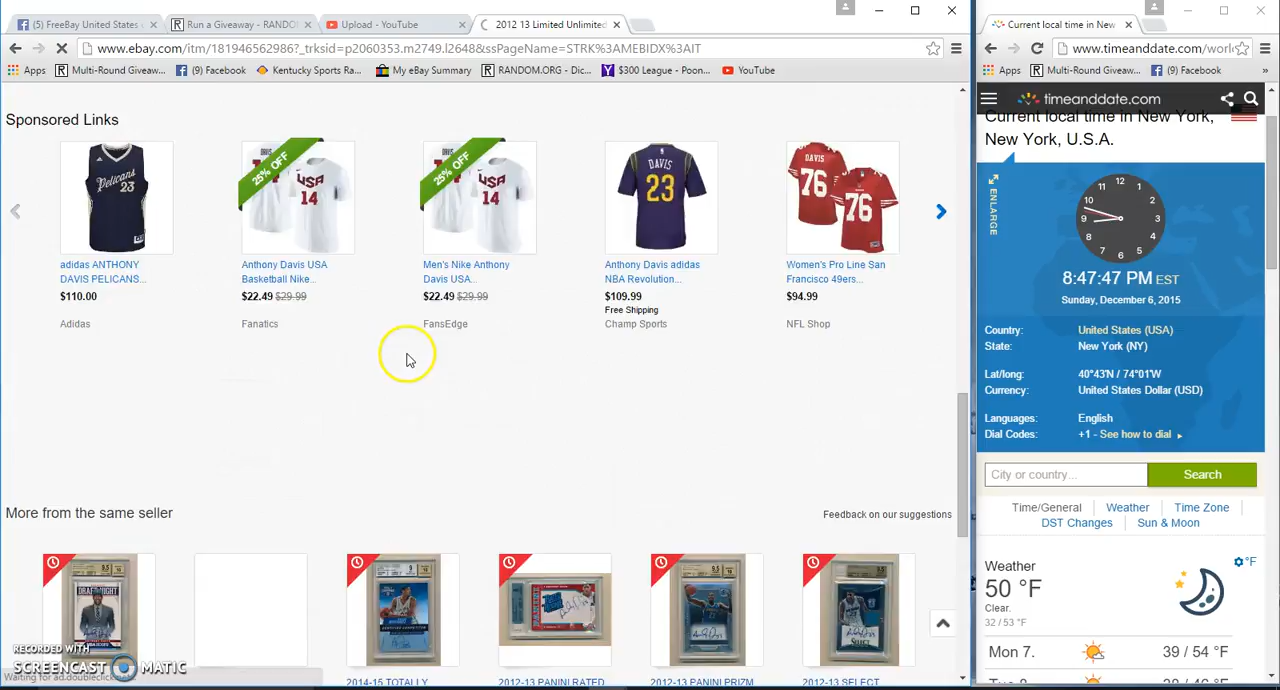 (5) FreeBay United States
Run a Giveaway - RANDO
Upload - YouTube
2012 13 Limited Unlimited
Current local time in New
www.ebay.com/itm/181946562986?_trksid=p2060353.m2749.l2648&ssPageName=STRK%3AMEBIDX%3AIT
www.timeanddate.com/worl
Apps
Multi-Round Giveaw...
(9) Facebook
Kentucky Sports Ra...
My eBay Summary
RANDOM.ORG - Dic...
$300 League - Poon...
YouTube
Apps
Multi-Round Giveaw...
(9) Facebook
»
timeanddate.com
Current local time in New York,
New York, U.S.A.
ENLARGE
8:47:47 PM EST
Sunday, December 6, 2015
Country: United States (USA)
State: New York (NY)
Lat/long: 40°43'N / 74°01'W
Currency: United States Dollar (USD)
Languages: English
Dial Codes: +1 - See how to dial ▸
City or country...
Search
Time/General
Weather
Time Zone
DST Changes
Sun & Moon
Weather
°F
50 °F
Clear.
32 / 53 °F
Mon 7.
39 / 54 °F
Sponsored Links
Pelicans
23
25% OFF
USA
14
25% OFF
USA
14
DAVIS
23
DAVIS
76
76
adidas ANTHONY
DAVIS PELICANS...
$110.00
Adidas
Anthony Davis USA
Basketball Nike...
$22.49 $29.99
Fanatics
Men's Nike Anthony
Davis USA...
$22.49 $29.99
FansEdge
Anthony Davis adidas
NBA Revolution...
$109.99
Free Shipping
Champ Sports
Women's Pro Line San
Francisco 49ers...
$94.99
NFL Shop
More from the same seller
Feedback on our suggestions
2014-15 TOTALLY
2012-13 PANINI RATED
2012-13 PANINI PRIZM
2012-13 SELECT
RECORDED WITH
SCREENCAST MATIC